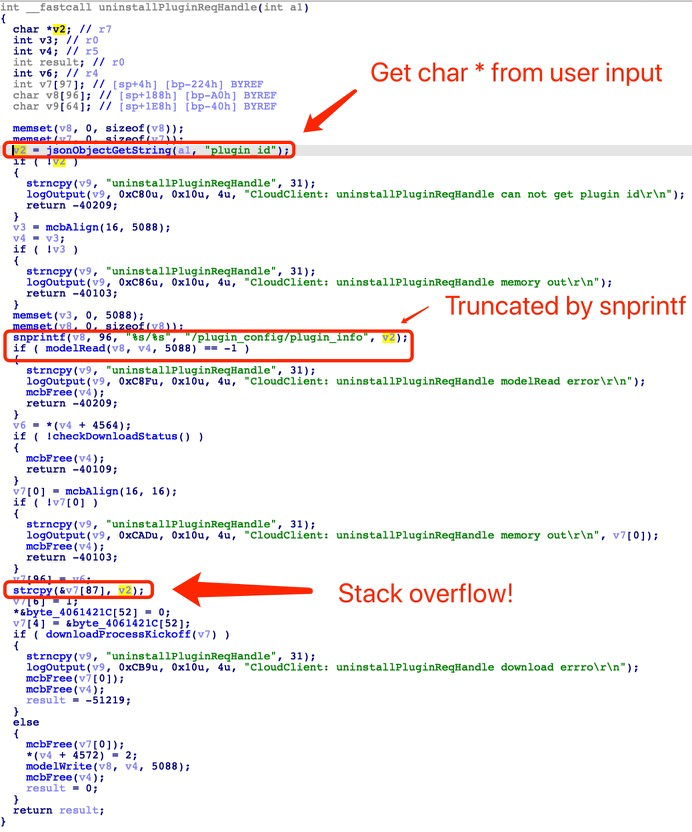 int __fastcall uninstallPluginReqHandle(int a1)
{
char *v2; // r7
int v3; // r0
int v4; // r5
int result; // r0
int v6; // r4
int v7[97]; // [sp+4h] [bp-224h] BYREF
char v8[96]; // [sp+188h] [bp-A0h] BYREF
char v9[64]; // [sp+1E8h] [bp-40h] BYREF
Get char * from user input
memset(v8, 0, sizeof(v8));
memset(v7, 0, sizeof(v7));
v2 = jsonObjectGetString(a1, "plugin_id");
if ( !v2 )
{
strncpy(v9, "uninstallPluginReqHandle", 31);
logOutput(v9, 0xC80u, 0x10u, 4u, "CloudClient: uninstallPluginReqHandle can not get plugin id\r\n");
return -40209;
}
v3 = mcbAlign(16, 5088);
v4 = v3;
if ( !v3 )
{
strncpy(v9, "uninstallPluginReqHandle", 31);
logOutput(v9, 0xC86u, 0x10u, 4u, "CloudClient: uninstallPluginReqHandle memory out\r\n");
return -40103;
}
Truncated by snprintf
memset(v3, 0, 5088);
memset(v8, 0, sizeof(v8));
snprintf(v8, 96, "%s/%s", "/plugin_config/plugin_info", v2);
if ( modelRead(v8, v4, 5088) == -1 )
{
strncpy(v9, "uninstallPluginReqHandle", 31);
logOutput(v9, 0xC8Fu, 0x10u, 4u, "CloudClient: uninstallPluginReqHandle modelRead error\r\n");
mcbFree(v4);
return -40209;
}
v6 = *(v4 + 4564);
if ( !checkDownloadStatus() )
{
mcbFree(v4);
return -40109;
}
v7[0] = mcbAlign(16, 16);
if ( !v7[0] )
{
strncpy(v9, "uninstallPluginReqHandle", 31);
logOutput(v9, 0xCADu, 0x10u, 4u, "CloudClient: uninstallPluginReqHandle memory out\r\n", v7[0]);
mcbFree(v4);
return -40103;
}
v7[96] = v6;
strcpy(&v7[87], v2);
Stack overflow!
v7[6] = 1;
*&byte_4061421C[52] = 0;
v7[4] = &byte_4061421C[52];
if ( downloadProcessKickoff(v7) )
{
strncpy(v9, "uninstallPluginReqHandle", 31);
logOutput(v9, 0xCB9u, 0x10u, 4u, "CloudClient: uninstallPluginReqHandle download errro\r\n");
mcbFree(v7[0]);
mcbFree(v4);
result = -51219;
}
else
{
mcbFree(v7[0]);
*(v4 + 4572) = 2;
modelWrite(v8, v4, 5088);
mcbFree(v4);
result = 0;
}
return result;
}